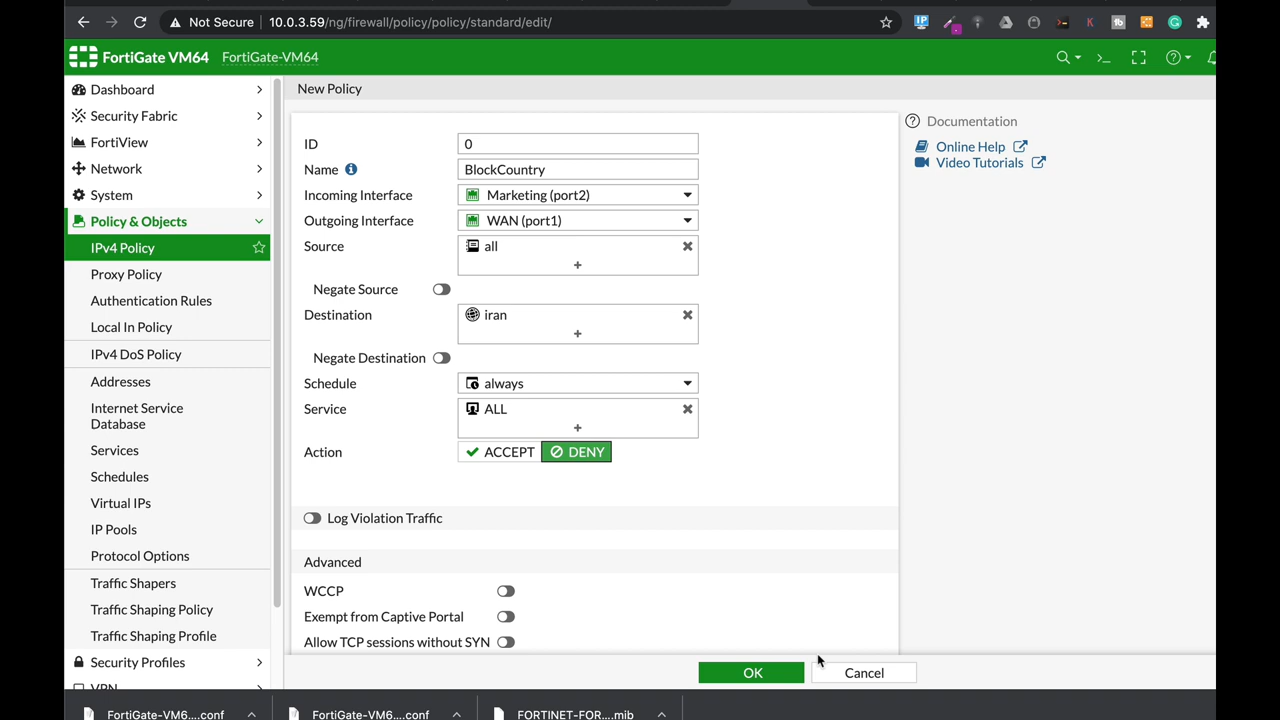 Not Secure 10.0.3.59/ng/firewall/policy/policy/standard/edit/
IP
K
tb
G
FortiGate VM64 FortiGate-VM64
Dashboard
Security Fabric
FortiView
Network
System
Policy & Objects
IPv4 Policy
Proxy Policy
Authentication Rules
Local In Policy
IPv4 DoS Policy
Addresses
Internet Service
Database
Services
Schedules
Virtual IPs
IP Pools
Protocol Options
Traffic Shapers
Traffic Shaping Policy
Traffic Shaping Profile
Security Profiles
VPN
New Policy
ID 0
Name BlockCountry
Incoming Interface Marketing (port2)
Outgoing Interface WAN (port1)
Source all
+
Negate Source
Destination iran
+
Negate Destination
Schedule always
Service ALL
+
Action ACCEPT DENY
Log Violation Traffic
Advanced
WCCP
Exempt from Captive Portal
Allow TCP sessions without SYN
OK Cancel
Documentation
Online Help
Video Tutorials
FortiGate-VM6....conf FortiGate-VM6....conf FORTINET-FOR....mib